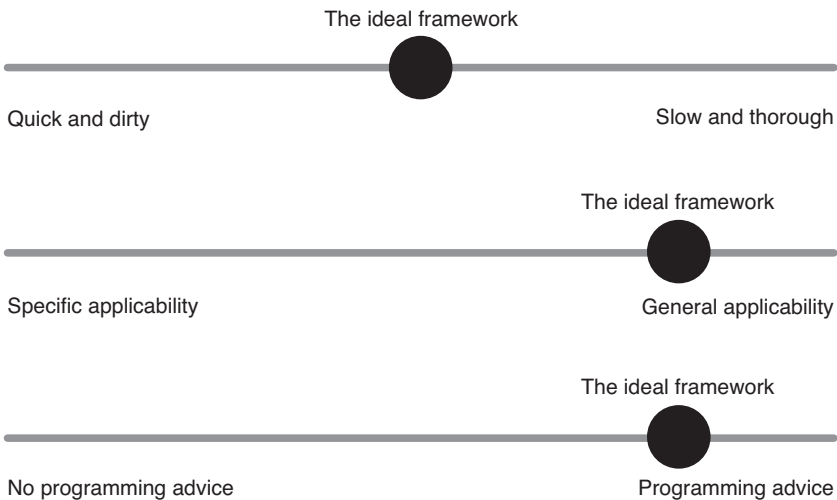 The ideal framework
Quick and dirty
Slow and thorough
The ideal framework
Specific applicability
General applicability
The ideal framework
No programming advice
Programming advice